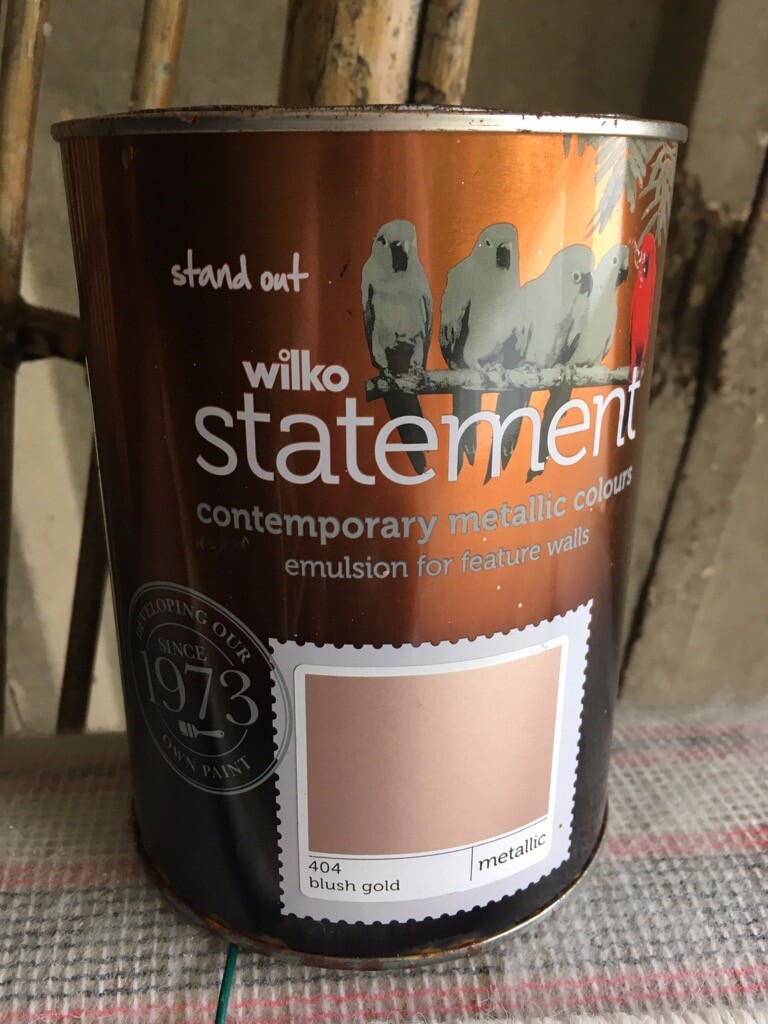 stand out
wilko
statement
contemporary metallic colours
emulsion for feature walls
DEVELOPING OUR
SINCE
1973
OWN PAINT
404
blush gold
metallic